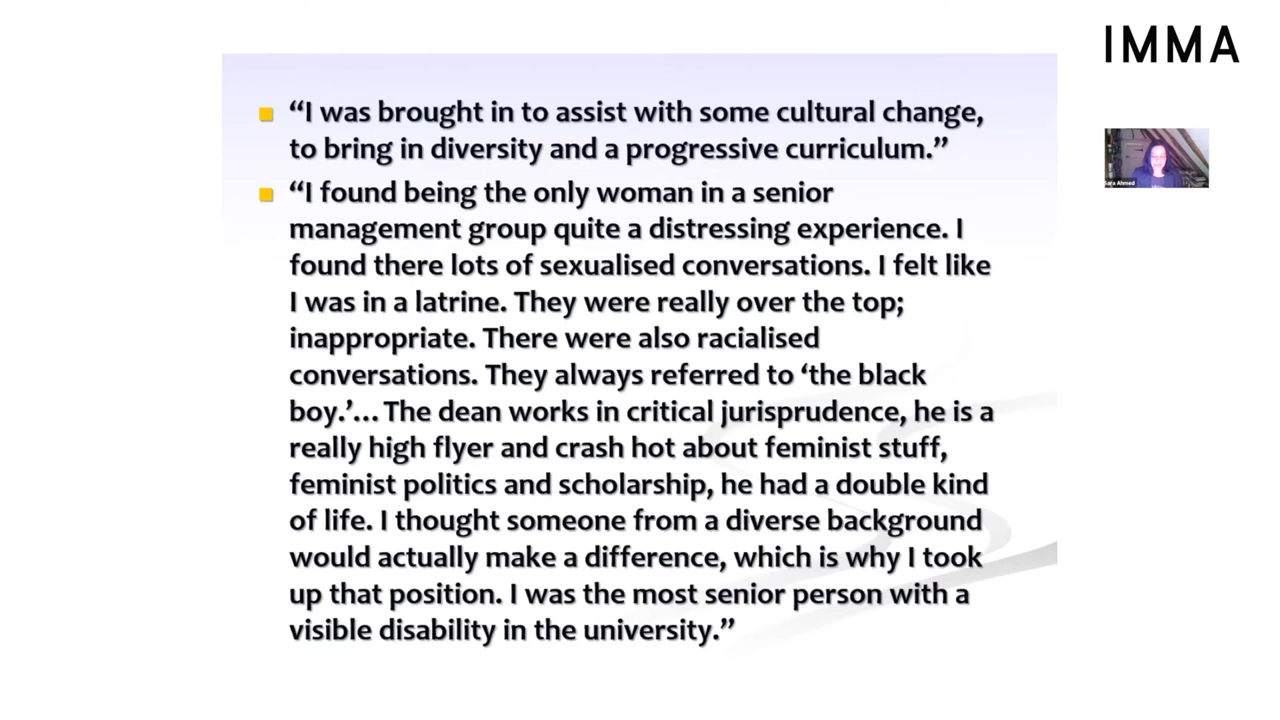 IMMA
“I was brought in to assist with some cultural change,
to bring in diversity and a progressive curriculum.”
“I found being the only woman in a senior
management group quite a distressing experience. I
found there lots of sexualised conversations. I felt like
I was in a latrine. They were really over the top;
inappropriate. There were also racialised
conversations. They always referred to ‘the black
boy.’… The dean works in critical jurisprudence, he is a
really high flyer and crash hot about feminist stuff,
feminist politics and scholarship, he had a double kind
of life. I thought someone from a diverse background
would actually make a difference, which is why I took
up that position. I was the most senior person with a
visible disability in the university.”
Sara Ahmed